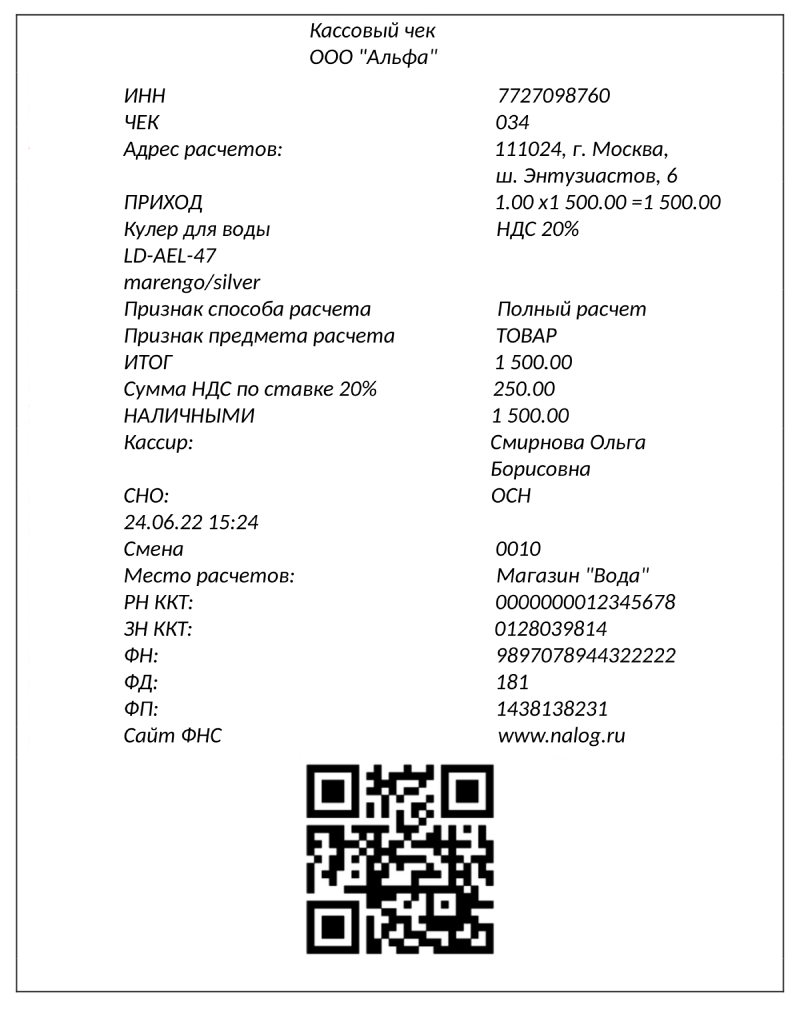 Кассовый чек
ООО "Альфа"
ИНН 7727098760
ЧЕК 034
Адрес расчетов: 111024, г. Москва,
ш. Энтузиастов, 6
ПРИХОД 1.00 x1 500.00 =1 500.00
Кулер для воды НДС 20%
LD-AEL-47
marengo/silver
Признак способа расчета Полный расчет
Признак предмета расчета ТОВАР
ИТОГ 1 500.00
Сумма НДС по ставке 20% 250.00
НАЛИЧНЫМИ 1 500.00
Кассир: Смирнова Ольга
Борисовна
СНО: ОСН
24.06.22 15:24
Смена 0010
Место расчетов: Магазин "Вода"
РН ККТ: 0000000012345678
ЗН ККТ: 0128039814
ФН: 9897078944322222
ФД: 181
ФП: 1438138231
Сайт ФНС www.nalog.ru